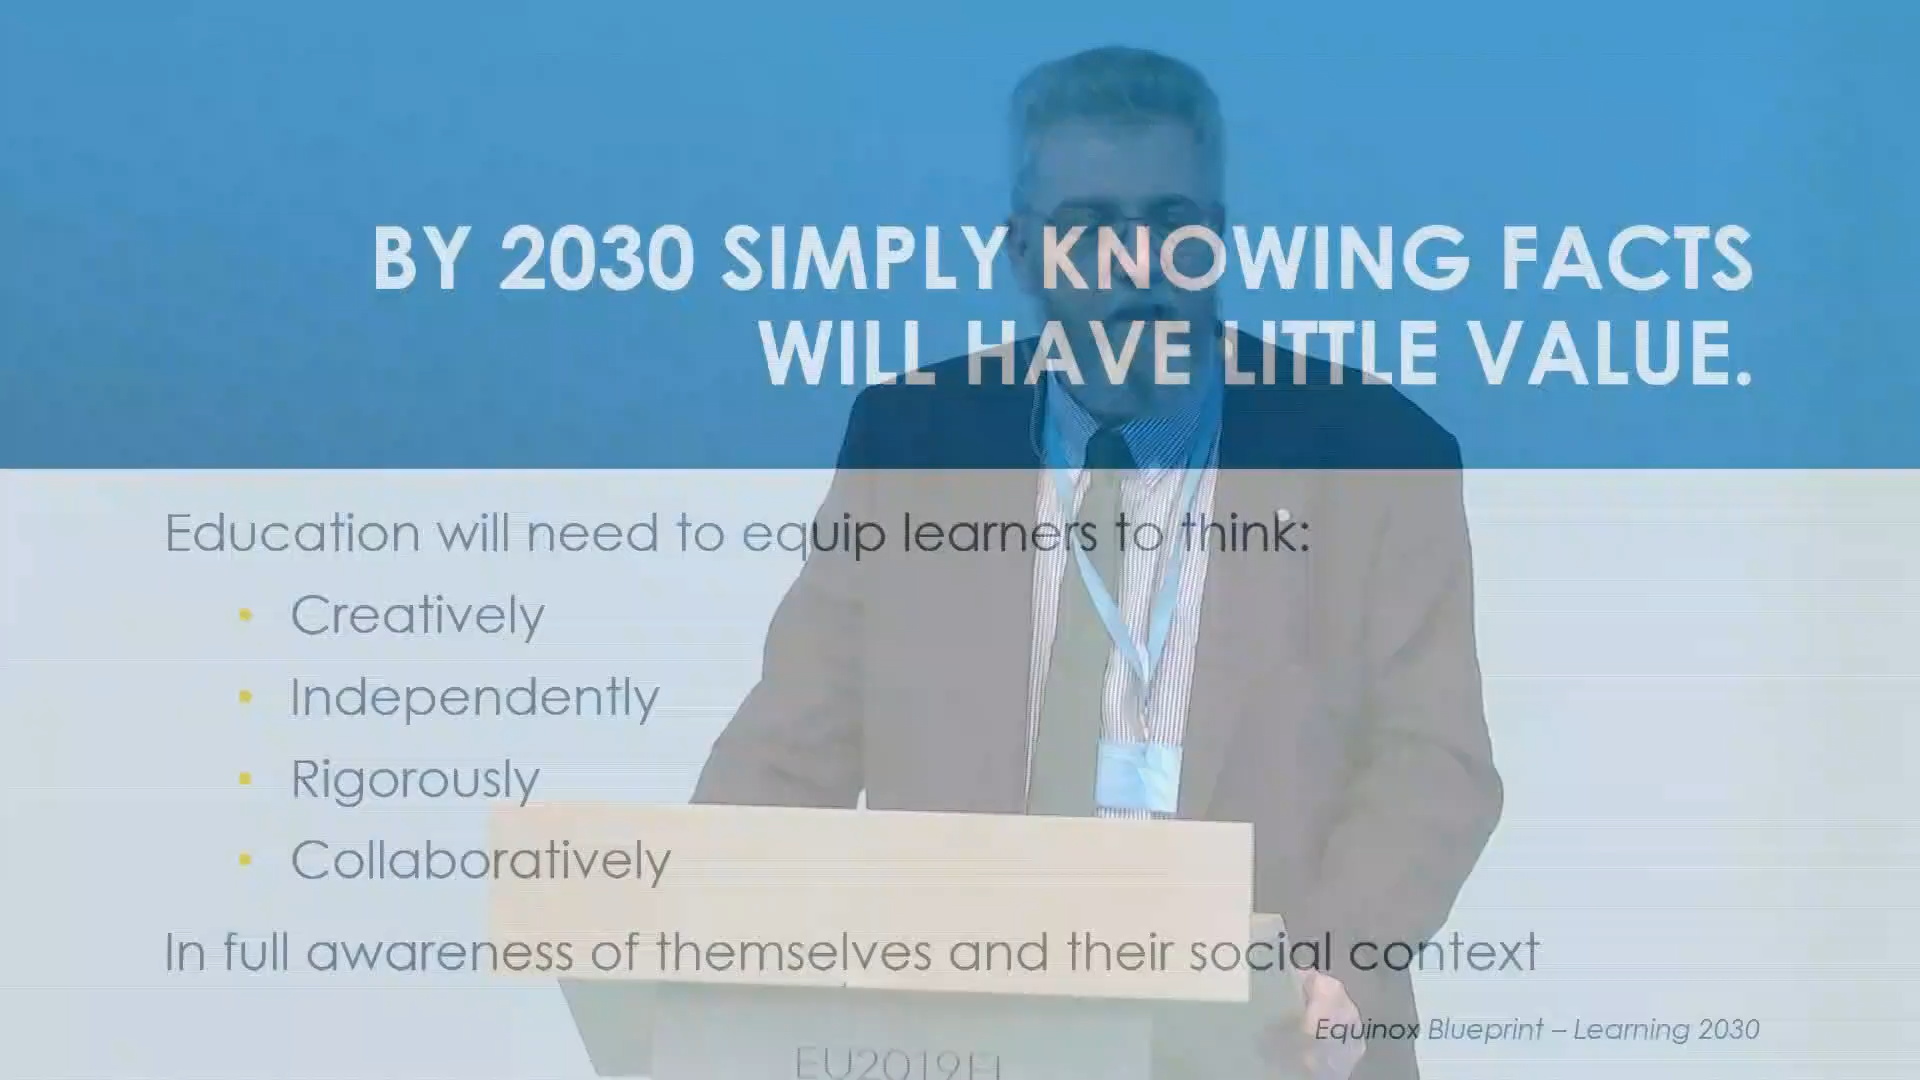 BY 2030 SIMPLY KNOWING FACTS
WILL HAVE LITTLE VALUE.
Education will need to equip learners to think:
▪ Creatively
▪ Independently
▪ Rigorously
▪ Collaboratively
In full awareness of themselves and their social context
Equinox Blueprint – Learning 2030
EU2019FI